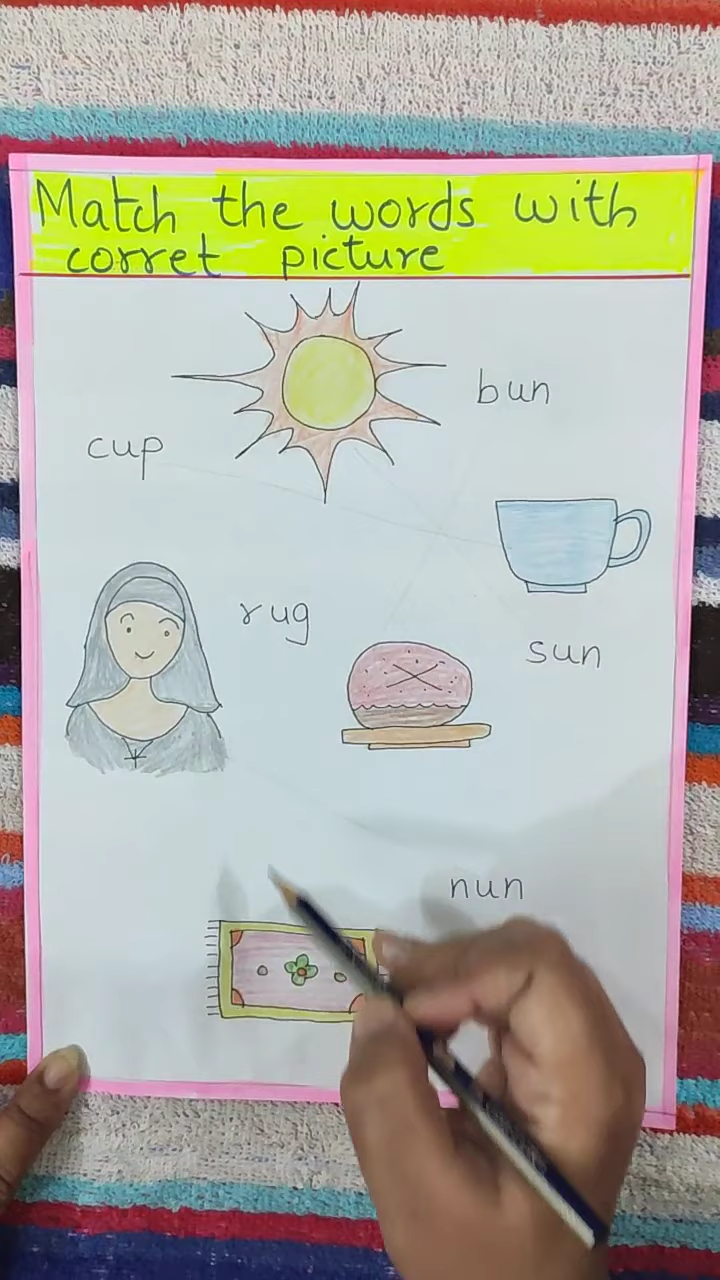 Match the words with
corret picture
bun
cup
rug
sun
nun